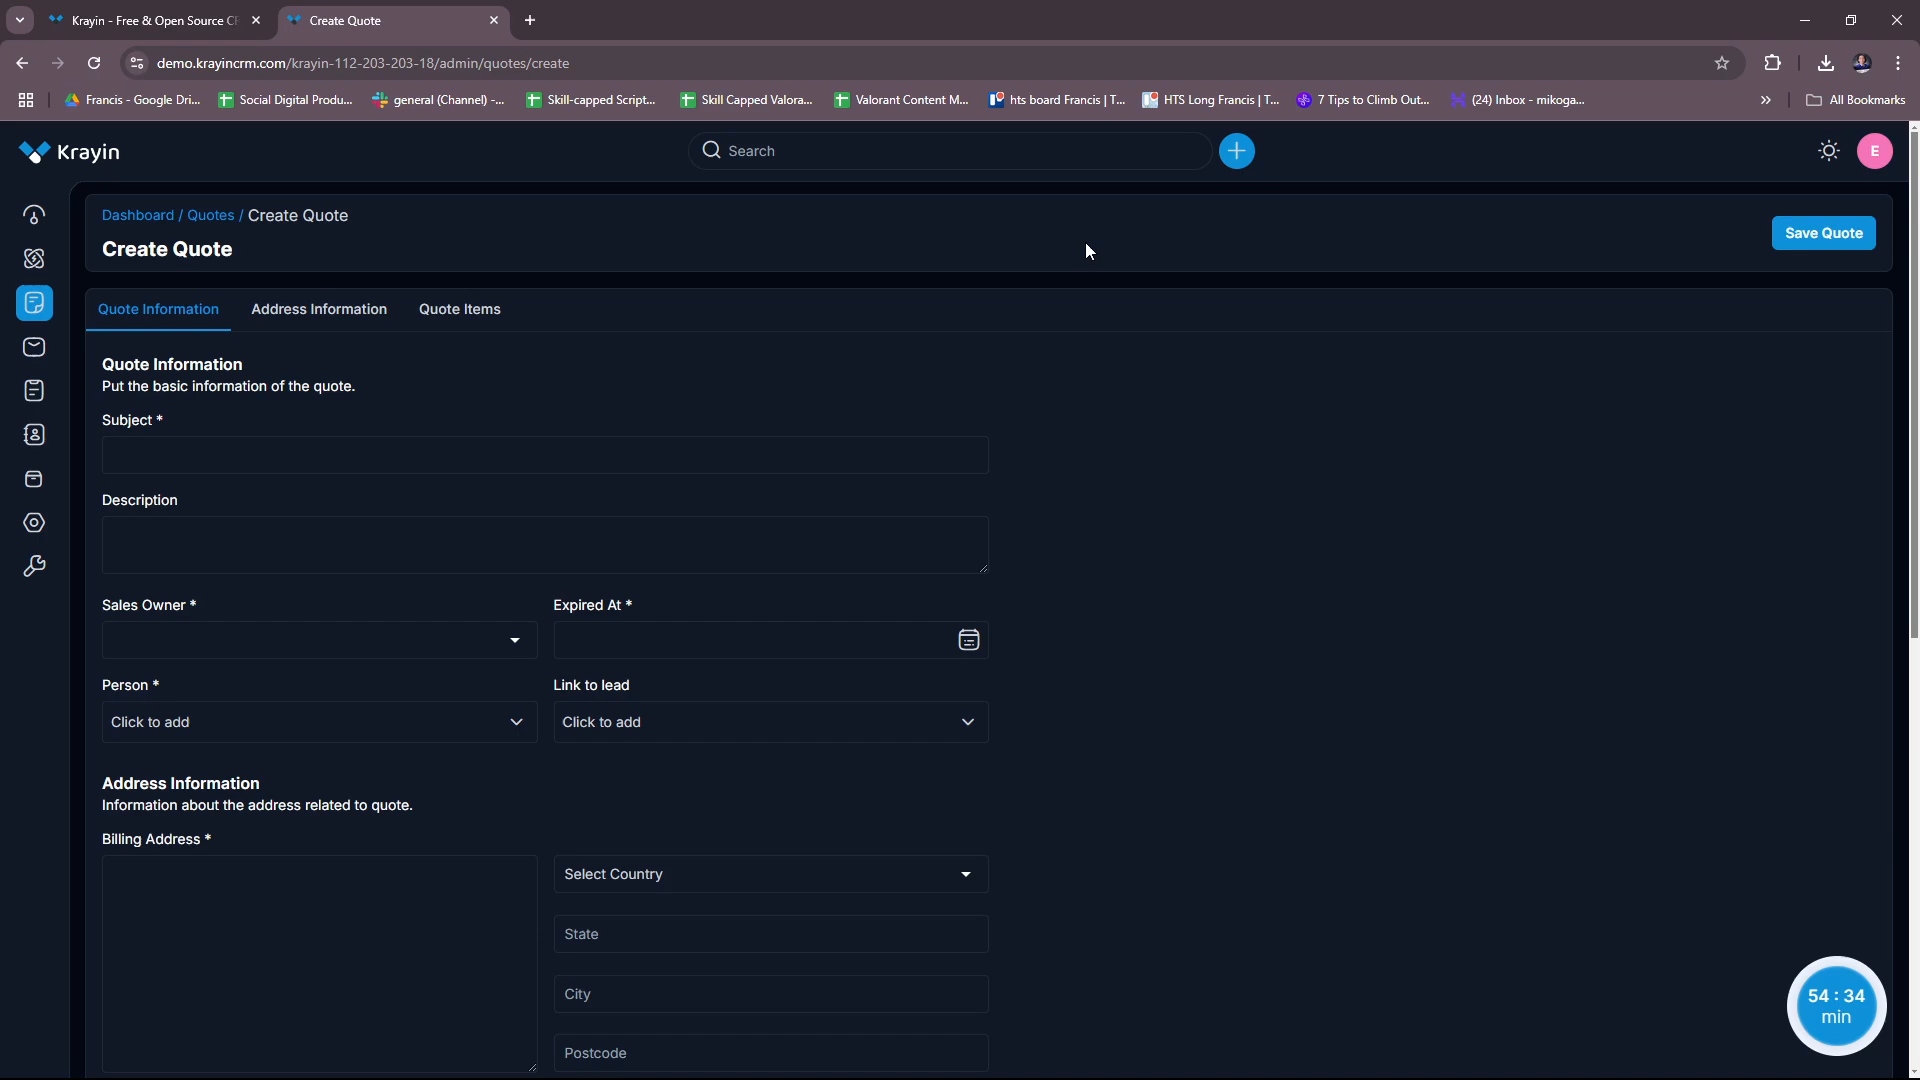 Krayin - Free & Open Source C
Create Quote
demo.krayincrm.com/krayin-112-203-203-18/admin/quotes/create
Francis - Google Dri...
Social Digital Produ...
general (Channel) -...
Skill-capped Script...
Skill Capped Valora...
Valorant Content M...
hts board Francis | T...
HTS Long Francis | T...
7 Tips to Climb Out...
(24) Inbox - mikoga...
»
All Bookmarks
Krayin
Search
E
Dashboard / Quotes / Create Quote
Create Quote
Save Quote
Quote Information
Address Information
Quote Items
Quote Information
Put the basic information of the quote.
Subject *
Description
Sales Owner *
Expired At *
Person *
Link to lead
Click to add
Click to add
Address Information
Information about the address related to quote.
Billing Address *
Select Country
State
City
Postcode
54 : 34
min